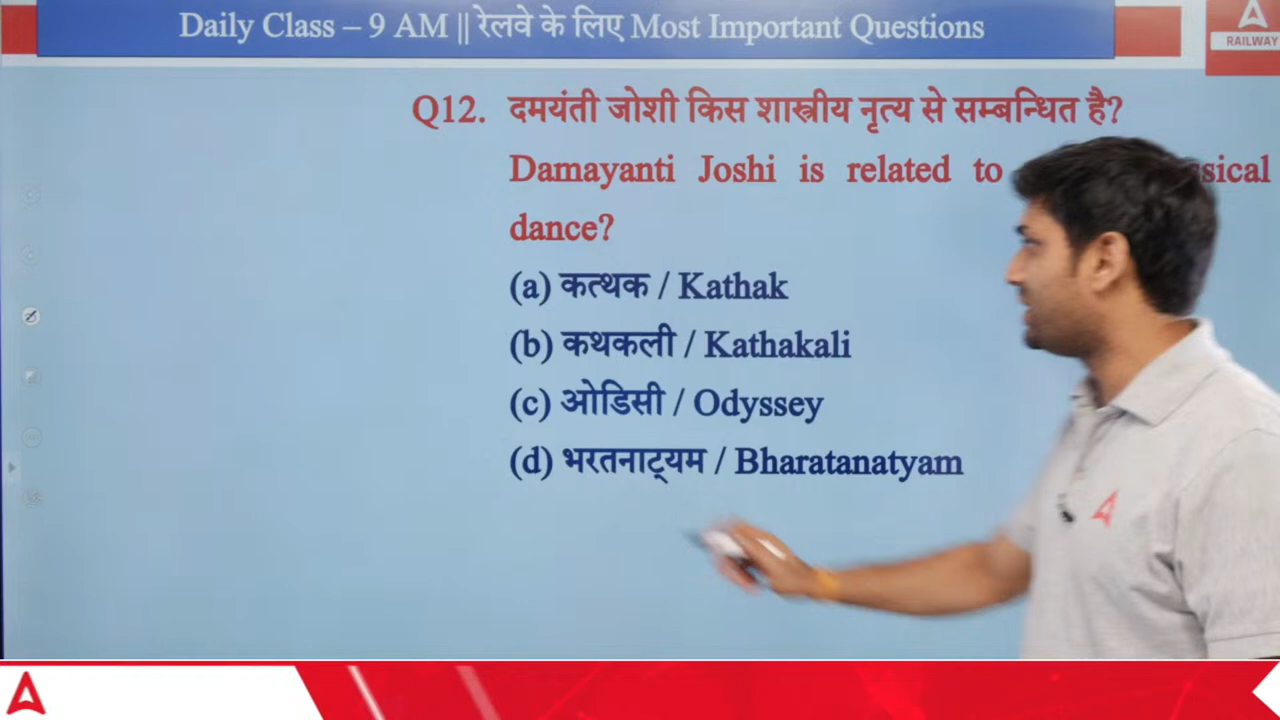 Daily Class – 9 AM || रेलवे के लिए Most Important Questions
RAILWAY
Q12. दमयंती जोशी किस शास्त्रीय नृत्य से सम्बन्धित है?
Damayanti Joshi is related to
dance?
(a) कत्थक / Kathak
(b) कथकली / Kathakali
(c) ओडिसी / Odyssey
(d) भरतनाट्यम / Bharatanatyam